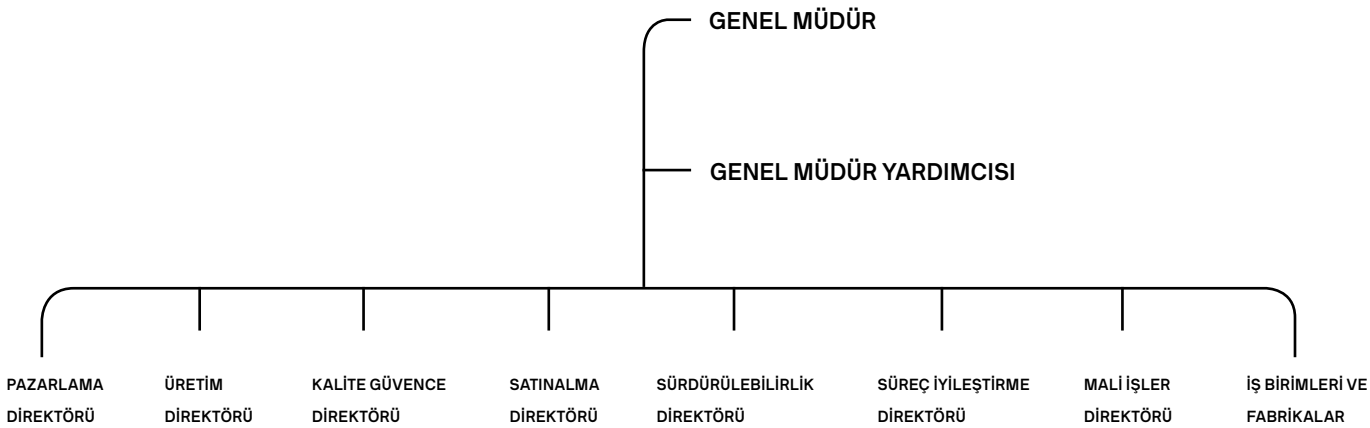 GENEL MÜDÜR
GENEL MÜDÜR YARDIMCISI
PAZARLAMA
DİREKTÖRÜ
ÜRETİM
DİREKTÖRÜ
KALİTE GÜVENCE
DİREKTÖRÜ
SATINALMA
DİREKTÖRÜ
SÜRDÜRÜLEBİLİRLİK
DİREKTÖRÜ
SÜREÇ İYİLEŞTİRME
DİREKTÖRÜ
MALİ İŞLER
DİREKTÖRÜ
İŞ BİRİMLERİ VE
FABRİKALAR